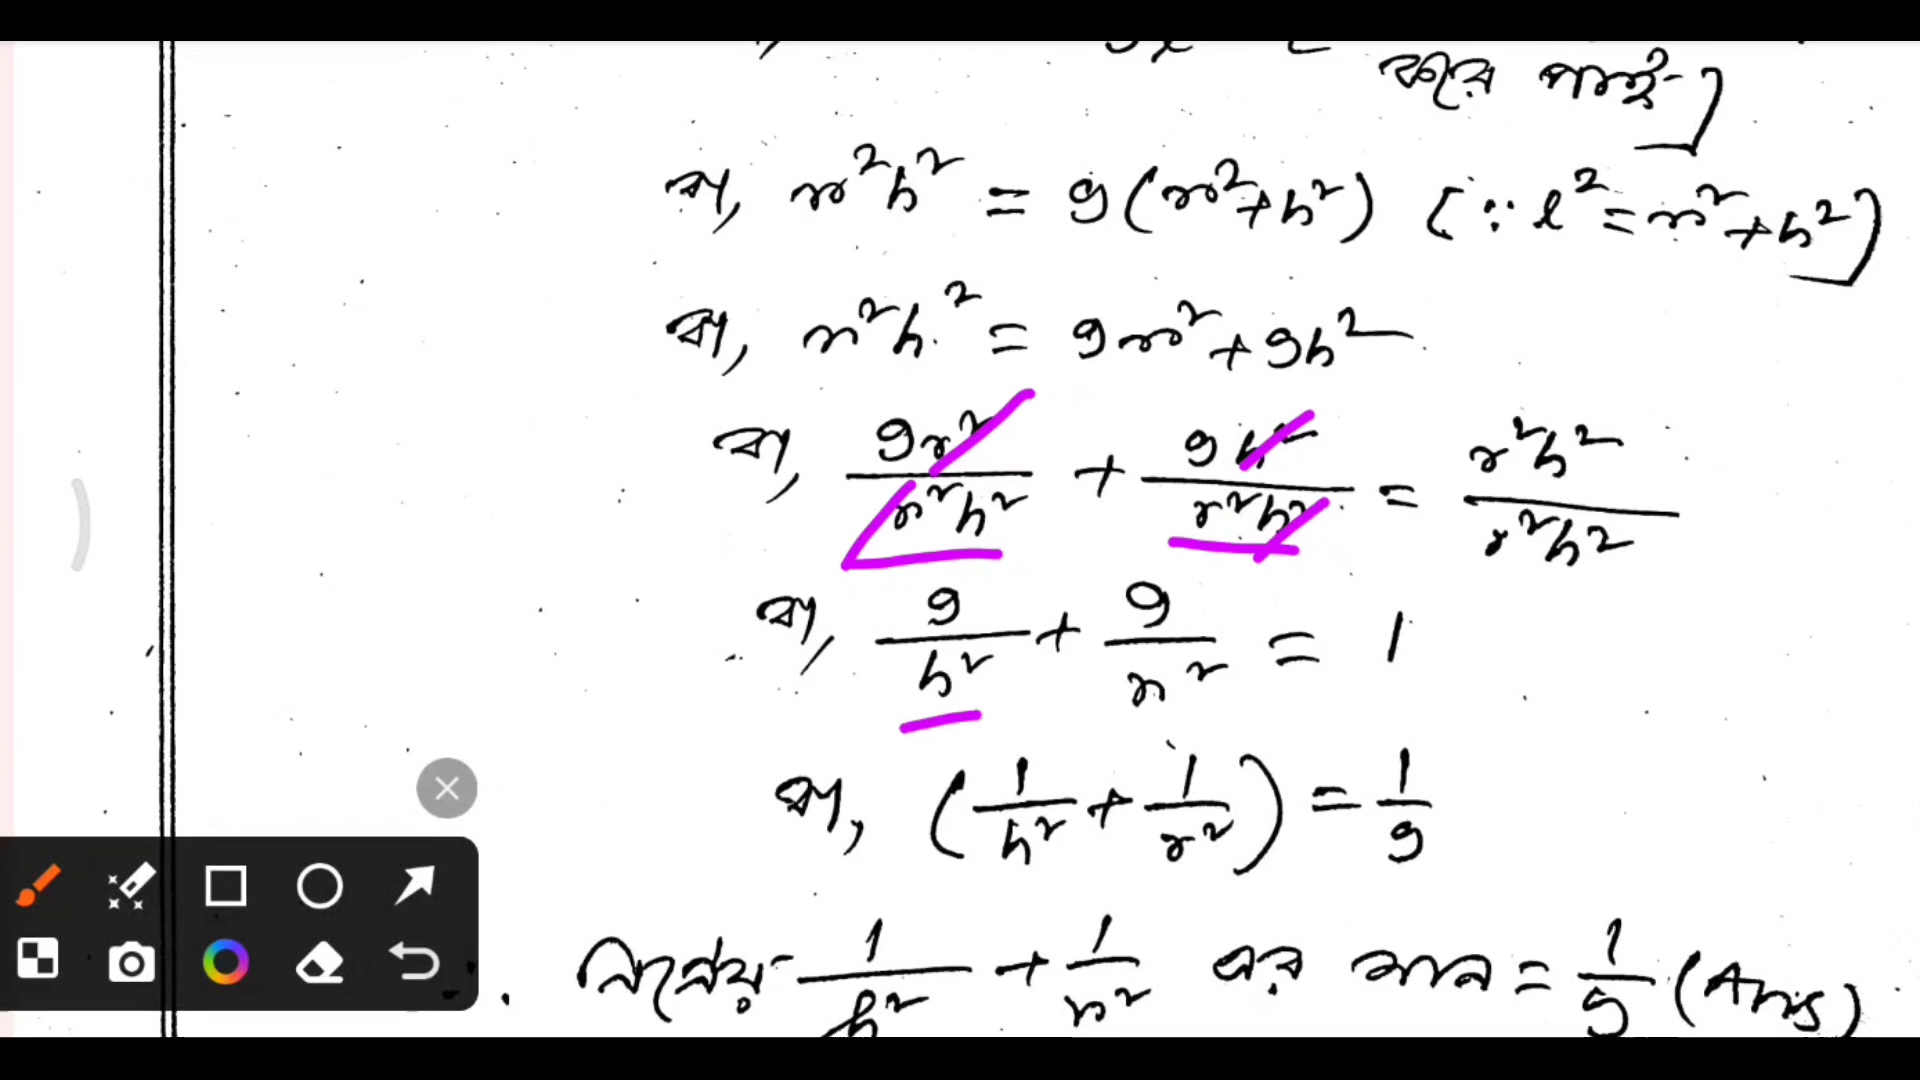 করে পাই-]
বা, r²h² = 9(r²+h²) [∵ l²=r²+h²]
বা, r²h² = 9r²+9h²
বা, 9r²/r²h² + 9h²/r²h² = r²h²/r²h²
বা, 9/h² + 9/r² = 1
বা, (1/h² + 1/r²) = 1/9
নির্ণেয় 1/h² + 1/r² এর মান = 1/9 (Ans)